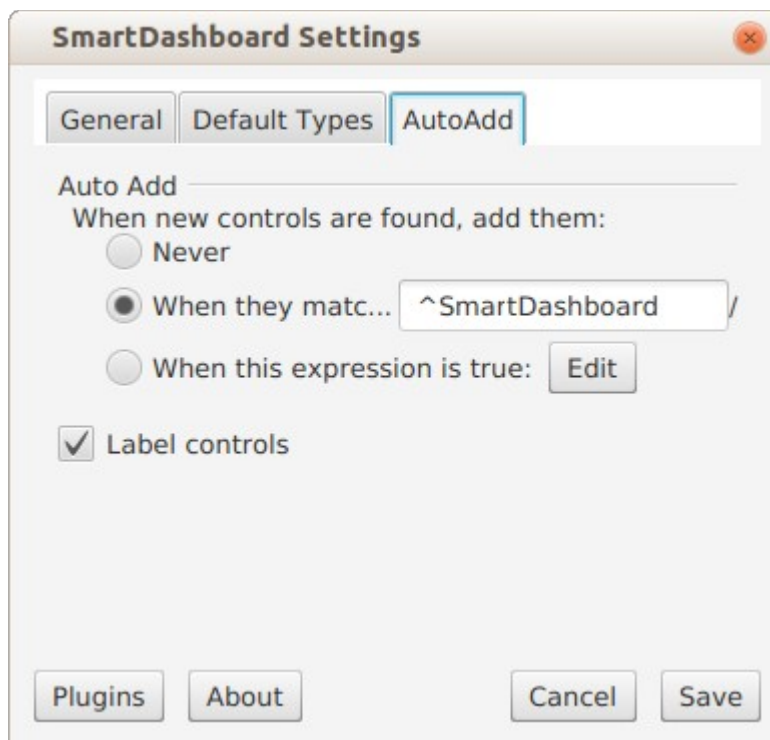 SmartDashboard Settings
General Default Types AutoAdd
Auto Add
When new controls are found, add them:
Never
When they matc... ^SmartDashboard /
When this expression is true: Edit
Label controls
Plugins About Cancel Save